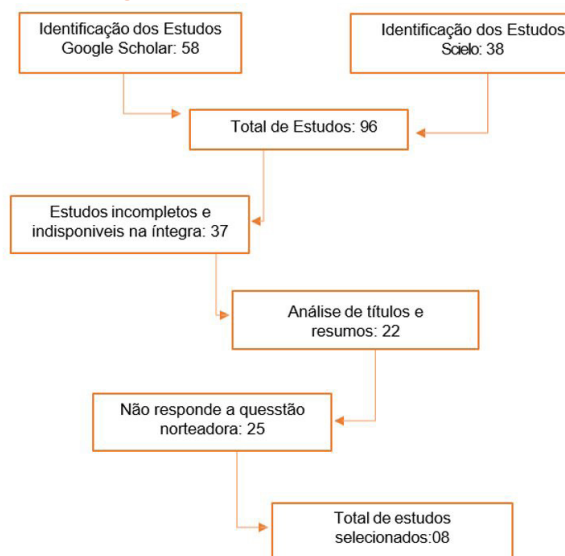 Identificação dos Estudos
Google Scholar: 58
Identificação dos Estudos
Scielo: 38
Total de Estudos: 96
Estudos incompletos e
indisponiveis na íntegra: 37
Análise de títulos e
resumos: 22
Não responde a quesstão
norteadora: 25
Total de estudos
selecionados:08